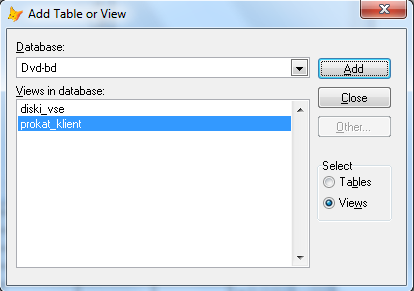 Add Table or View
Database:
Dvd-bd
Add
Views in database:
diski_vse
prokat_klient
Close
Other...
Select
Tables
Views